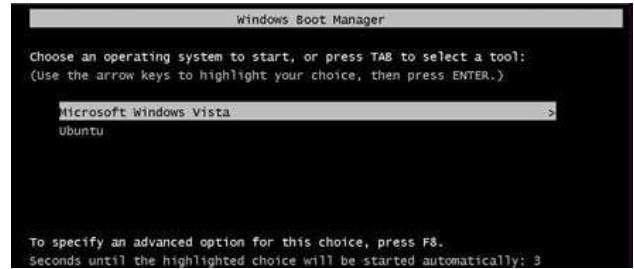 Windows Boot Manager
Choose an operating system to start, or press TAB to select a tool:
(Use the arrow keys to highlight your choice, then press ENTER.)
Microsoft Windows Vista >
Ubuntu
To specify an advanced option for this choice, press F8.
Seconds until the highlighted choice will be started automatically: 3